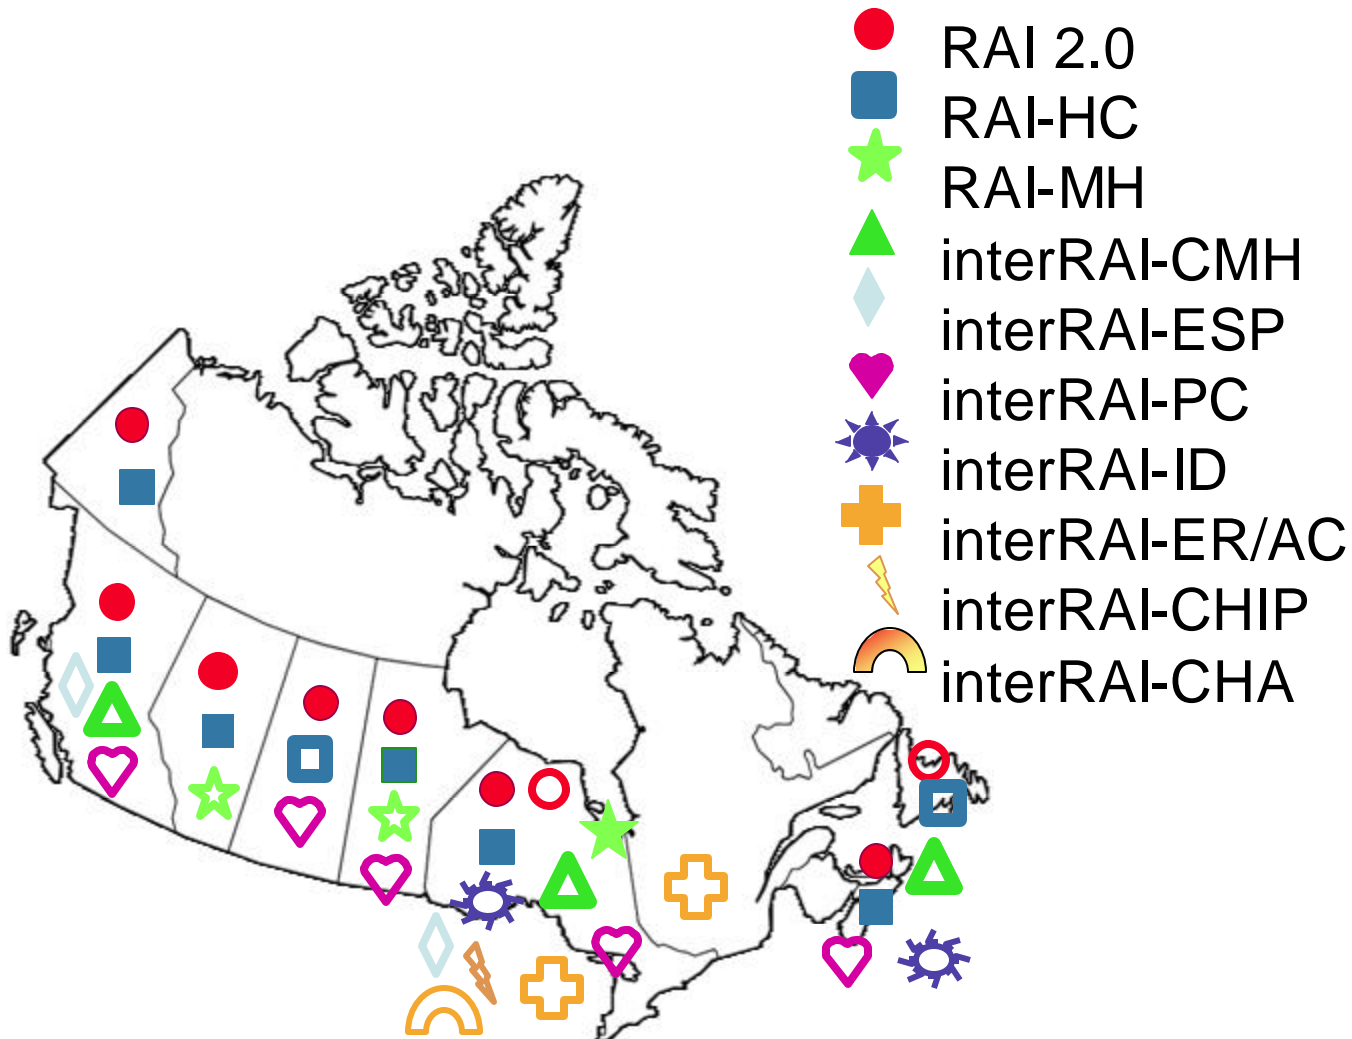 RAI 2.0
RAI-HC
RAI-MH
interRAI-CMH
interRAI-ESP
interRAI-PC
interRAI-ID
interRAI-ER/AC
interRAI-CHIP
interRAI-CHA